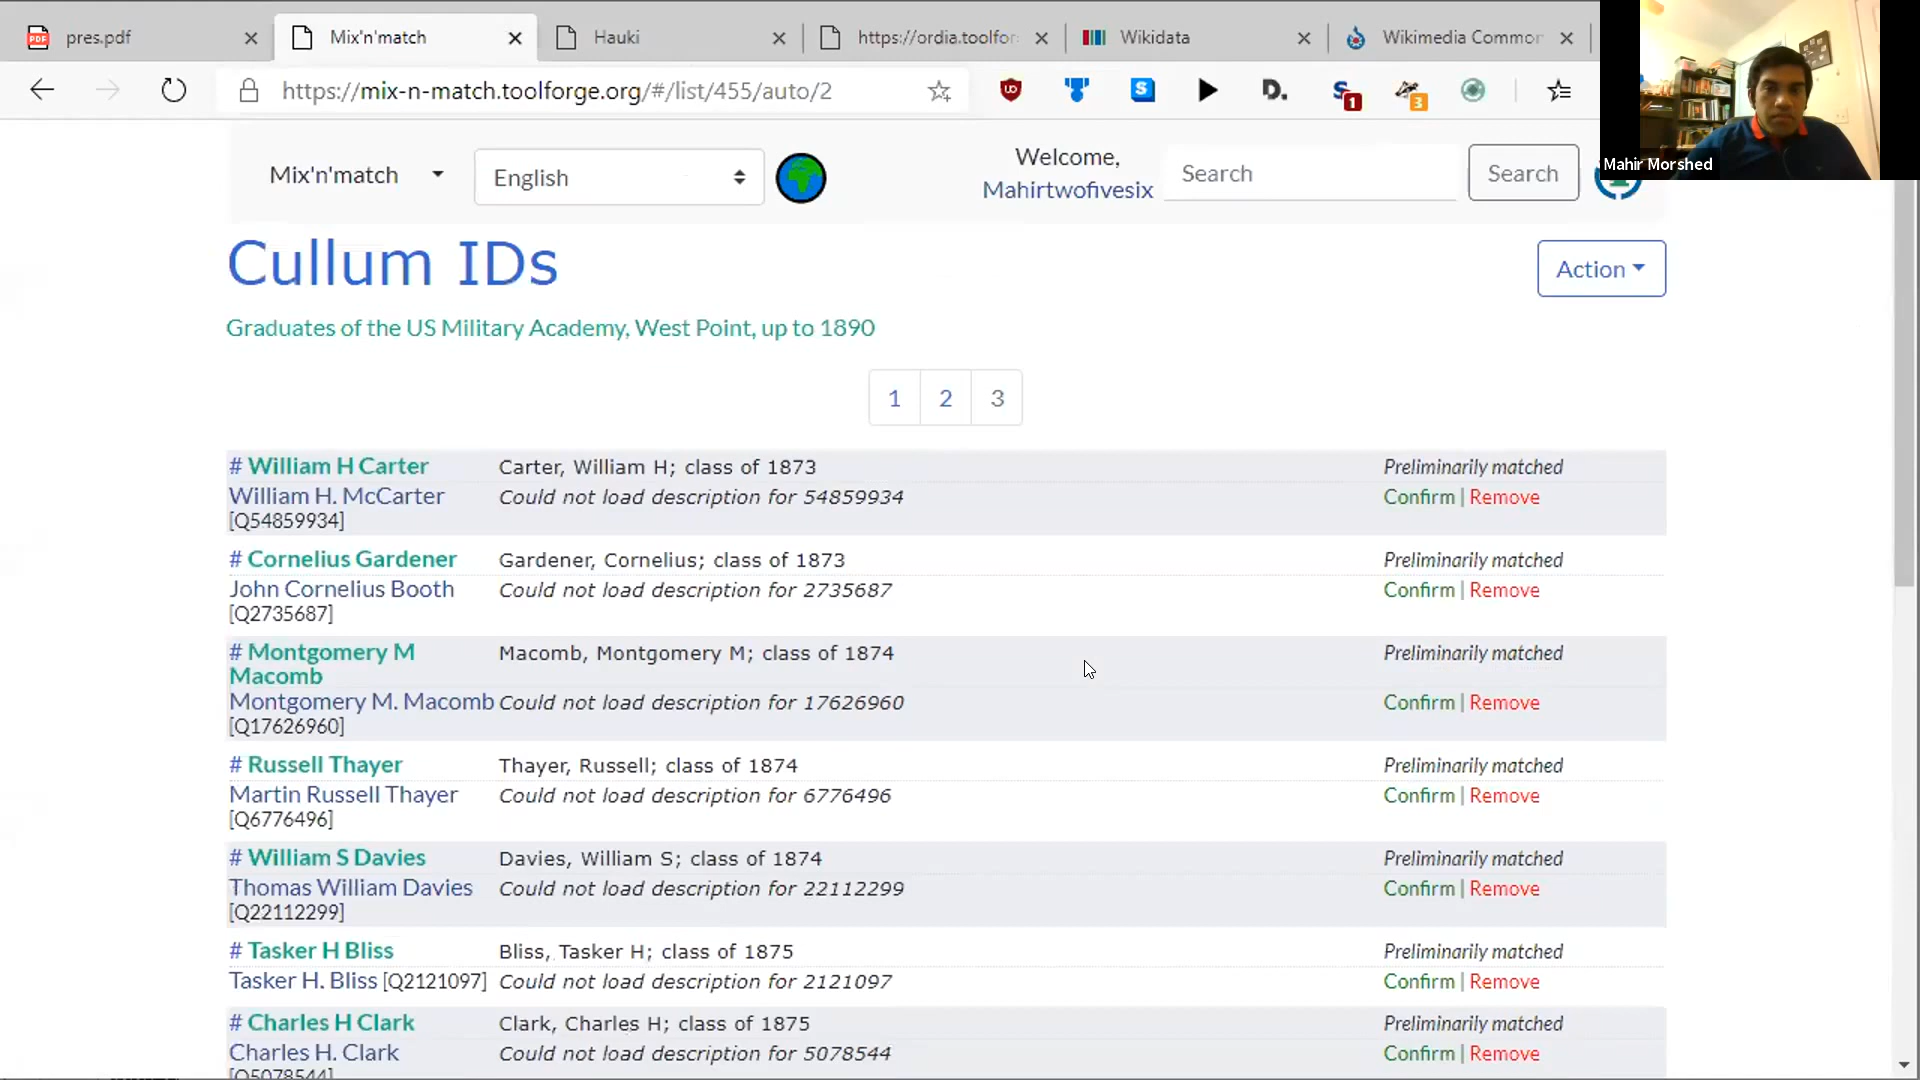 pres.pdf
Mix'n'match
Hauki
https://ordia.toolfor
Wikidata
Wikimedia Common
https://mix-n-match.toolforge.org/#/list/455/auto/2
1
3
Mahir Morshed
Mix'n'match
English
Welcome,
Mahirtwofivesix
Search
Search
Cullum IDs
Action
Graduates of the US Military Academy, West Point, up to 1890
1 2 3
# William H Carter Carter, William H; class of 1873 Preliminarily matched
William H. McCarter Could not load description for 54859934 Confirm | Remove
[Q54859934]
# Cornelius Gardener Gardener, Cornelius; class of 1873 Preliminarily matched
John Cornelius Booth Could not load description for 2735687 Confirm | Remove
[Q2735687]
# Montgomery M Macomb, Montgomery M; class of 1874 Preliminarily matched
Macomb
Montgomery M. Macomb Could not load description for 17626960 Confirm | Remove
[Q17626960]
# Russell Thayer Thayer, Russell; class of 1874 Preliminarily matched
Martin Russell Thayer Could not load description for 6776496 Confirm | Remove
[Q6776496]
# William S Davies Davies, William S; class of 1874 Preliminarily matched
Thomas William Davies Could not load description for 22112299 Confirm | Remove
[Q22112299]
# Tasker H Bliss Bliss, Tasker H; class of 1875 Preliminarily matched
Tasker H. Bliss [Q2121097] Could not load description for 2121097 Confirm | Remove
# Charles H Clark Clark, Charles H; class of 1875 Preliminarily matched
Charles H. Clark Could not load description for 5078544 Confirm | Remove
[Q5078544]